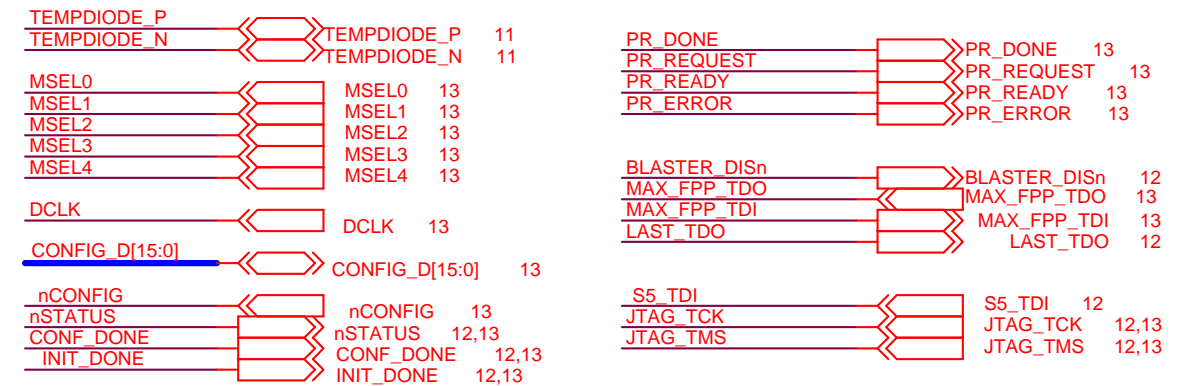 TEMPDIODE_P TEMPDIODE_P 11
TEMPDIODE_N TEMPDIODE_N 11
MSEL0 MSEL0 13
MSEL1 MSEL1 13
MSEL2 MSEL2 13
MSEL3 MSEL3 13
MSEL4 MSEL4 13
DCLK DCLK 13
CONFIG_D[15:0] CONFIG_D[15:0] 13
nCONFIG nCONFIG 13
nSTATUS nSTATUS 12,13
CONF_DONE CONF_DONE 12,13
INIT_DONE INIT_DONE 12,13
PR_DONE PR_DONE 13
PR_REQUEST PR_REQUEST 13
PR_READY PR_READY 13
PR_ERROR PR_ERROR 13
BLASTER_DISn BLASTER_DISn 12
MAX_FPP_TDO MAX_FPP_TDO 13
MAX_FPP_TDI MAX_FPP_TDI 13
LAST_TDO LAST_TDO 12
S5_TDI S5_TDI 12
JTAG_TCK JTAG_TCK 12,13
JTAG_TMS JTAG_TMS 12,13